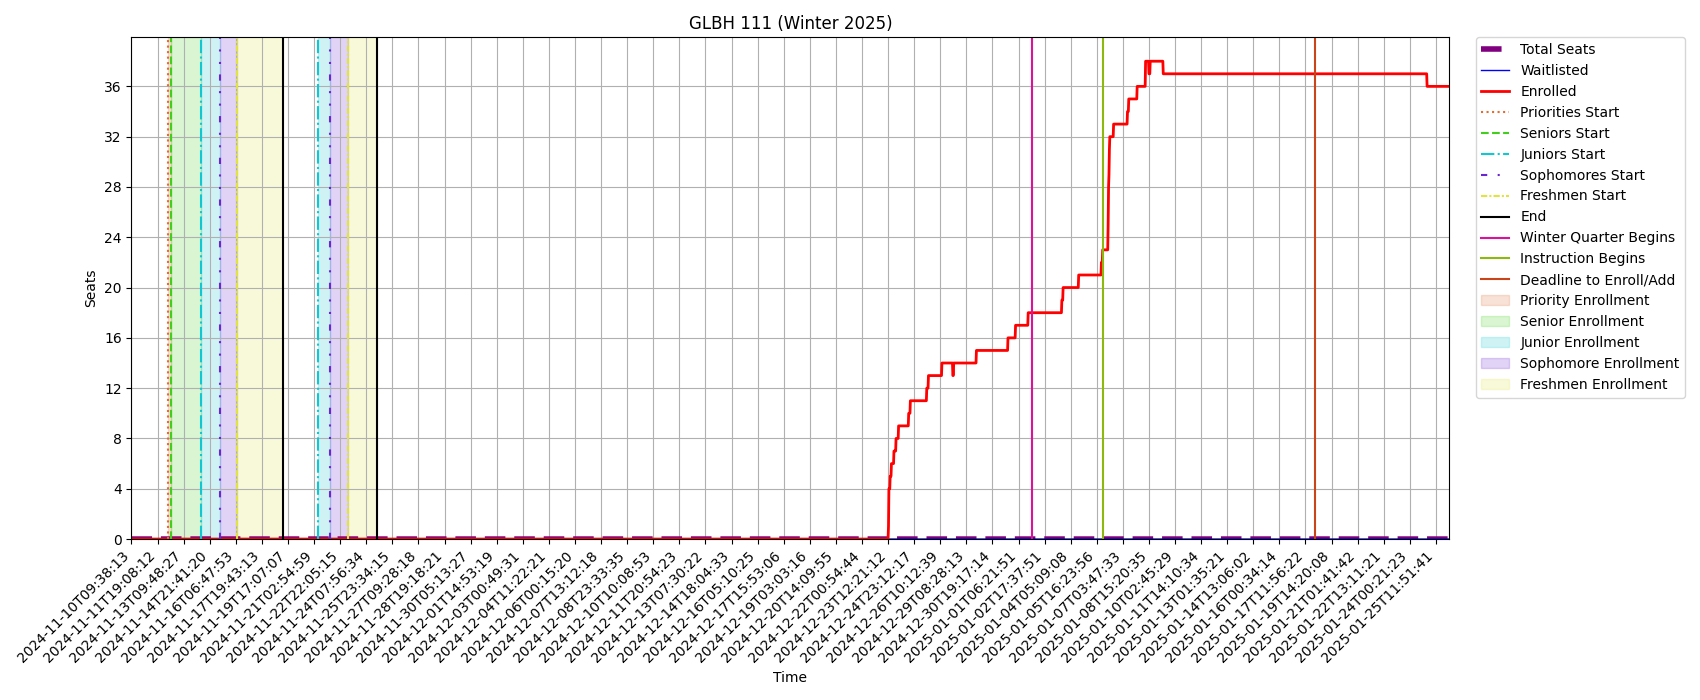 GLBH 111 (Winter 2025)
Seats
36
32
28
24
20
16
12
8
4
0
2024-11-10T09:38:13
2024-11-11T19:08:12
2024-11-13T09:48:27
2024-11-14T21:41:20
2024-11-16T06:47:53
2024-11-17T19:43:13
2024-11-19T17:07:07
2024-11-21T02:54:59
2024-11-22T22:05:15
2024-11-24T07:56:34
2024-11-25T23:34:15
2024-11-27T09:28:18
2024-11-28T19:18:21
2024-11-30T05:13:27
2024-12-01T14:53:19
2024-12-03T00:49:31
2024-12-04T11:22:21
2024-12-06T00:15:20
2024-12-07T13:12:18
2024-12-08T23:33:35
2024-12-10T10:08:53
2024-12-11T20:54:23
2024-12-13T07:30:22
2024-12-14T18:04:33
2024-12-16T05:10:25
2024-12-17T15:53:06
2024-12-19T03:03:16
2024-12-20T14:09:55
2024-12-22T00:54:44
2024-12-23T12:21:12
2024-12-24T23:12:17
2024-12-26T10:12:39
2024-12-29T08:28:13
2024-12-30T19:17:14
2025-01-01T06:21:51
2025-01-02T17:37:51
2025-01-04T05:09:08
2025-01-05T16:23:56
2025-01-07T03:47:33
2025-01-08T15:20:35
2025-01-10T02:45:29
2025-01-11T14:10:34
2025-01-13T01:35:21
2025-01-14T13:06:02
2025-01-16T00:34:14
2025-01-17T11:56:22
2025-01-19T14:20:08
2025-01-21T01:41:42
2025-01-22T13:11:21
2025-01-24T00:21:23
2025-01-25T11:51:41
Time
Total Seats
Waitlisted
Enrolled
Priorities Start
Seniors Start
Juniors Start
Sophomores Start
Freshmen Start
End
Winter Quarter Begins
Instruction Begins
Deadline to Enroll/Add
Priority Enrollment
Senior Enrollment
Junior Enrollment
Sophomore Enrollment
Freshmen Enrollment